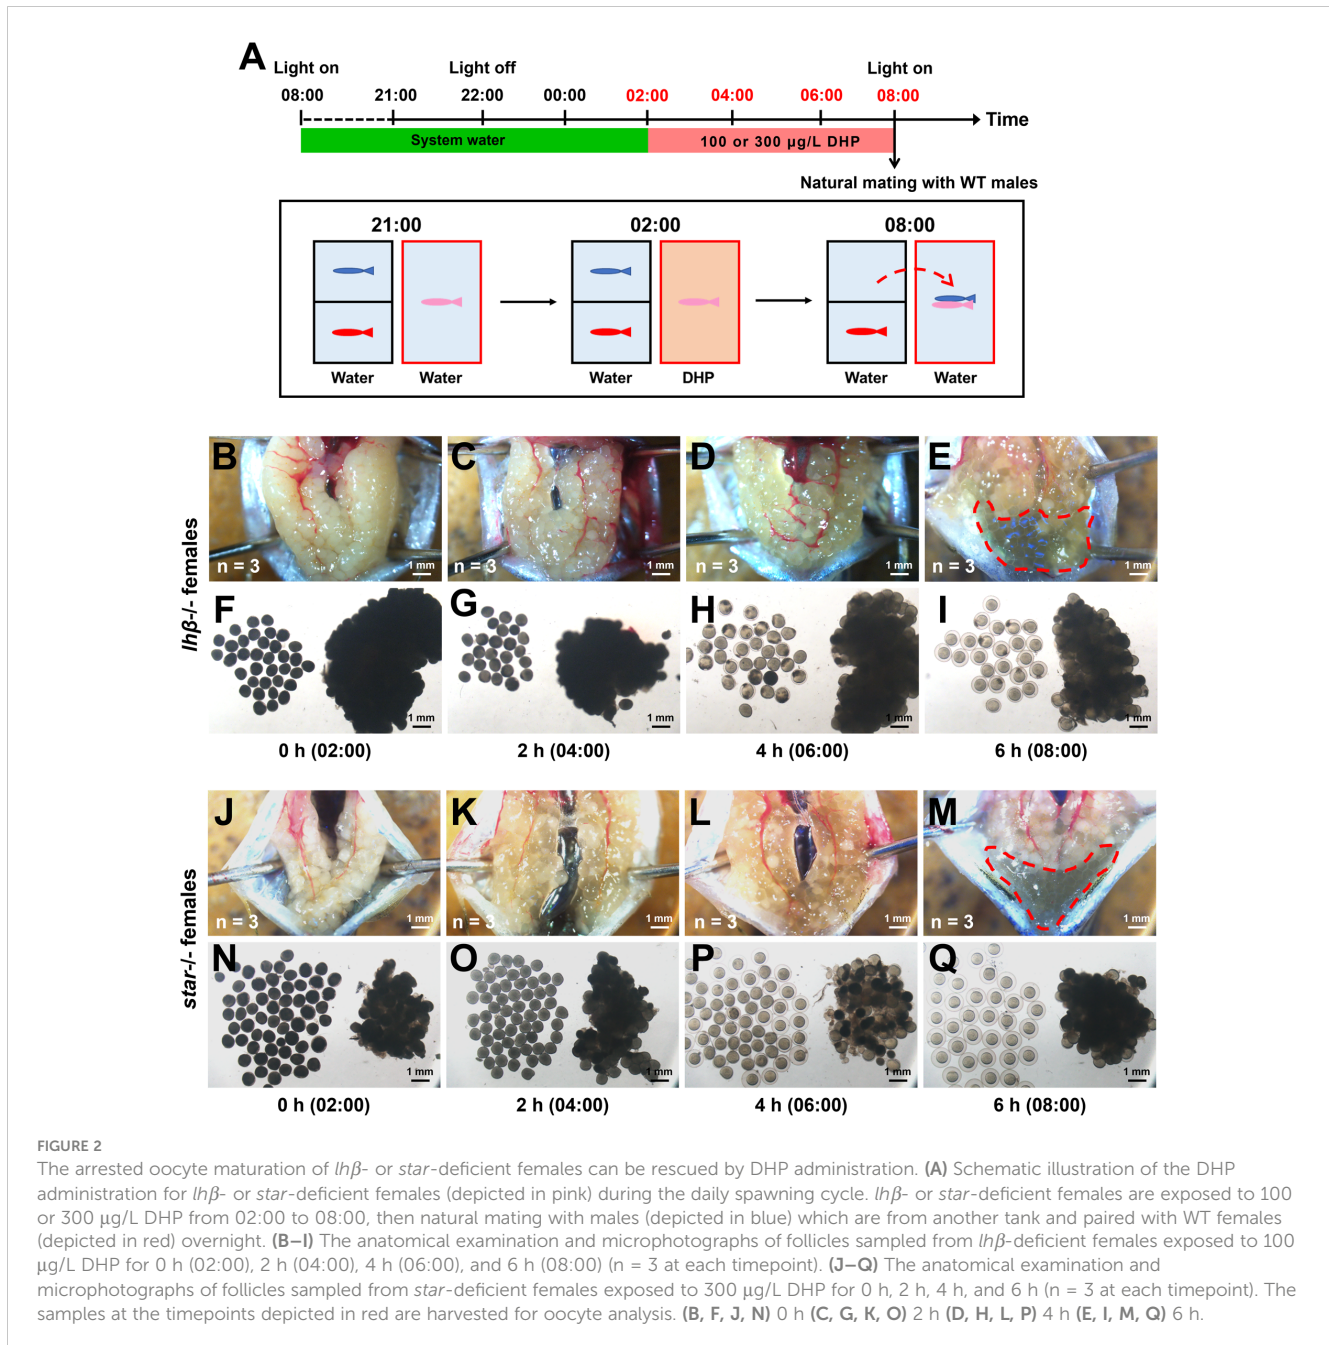 A
Light on
Light off
Light on
08:00 21:00 22:00 00:00 02:00 04:00 06:00 08:00
Time
System water
100 or 300 µg/L DHP
Natural mating with WT males
21:00 02:00 08:00
Water Water Water DHP Water Water
lhβ-/- females
B C D E
n = 3 1 mm n = 3 1 mm n = 3 1 mm n = 3 1 mm
F G H I
1 mm 1 mm 1 mm 1 mm
0 h (02:00) 2 h (04:00) 4 h (06:00) 6 h (08:00)
star-/- females
J K L M
n = 3 1 mm n = 3 1 mm n = 3 1 mm n = 3 1 mm
N O P Q
1 mm 1 mm 1 mm 1 mm
0 h (02:00) 2 h (04:00) 4 h (06:00) 6 h (08:00)
FIGURE 2
The arrested oocyte maturation of lhβ- or star-deficient females can be rescued by DHP administration. (A) Schematic illustration of the DHP
administration for lhβ- or star-deficient females (depicted in pink) during the daily spawning cycle. lhβ- or star-deficient females are exposed to 100
or 300 µg/L DHP from 02:00 to 08:00, then natural mating with males (depicted in blue) which are from another tank and paired with WT females
(depicted in red) overnight. (B–I) The anatomical examination and microphotographs of follicles sampled from lhβ-deficient females exposed to 100
µg/L DHP for 0 h (02:00), 2 h (04:00), 4 h (06:00), and 6 h (08:00) (n = 3 at each timepoint). (J–Q) The anatomical examination and
microphotographs of follicles sampled from star-deficient females exposed to 300 µg/L DHP for 0 h, 2 h, 4 h, and 6 h (n = 3 at each timepoint). The
samples at the timepoints depicted in red are harvested for oocyte analysis. (B, F, J, N) 0 h (C, G, K, O) 2 h (D, H, L, P) 4 h (E, I, M, Q) 6 h.